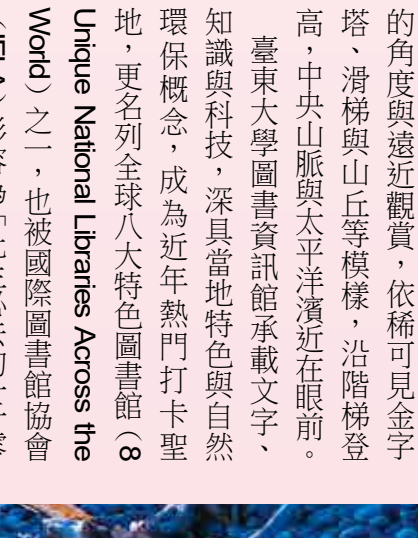 的角度與遠近觀賞，依稀可見金字
塔、滑梯與山丘等模樣，沿階梯登
高，中央山脈與太平洋濱近在眼前。
臺東大學圖書資訊館承載文字、
知識與科技，深具當地特色與自然
環保概念，成為近年熱門打卡聖
地，更名列全球八大特色圖書館（8
Unique National Libraries Across the
World）之一，也被國際圖書館協會